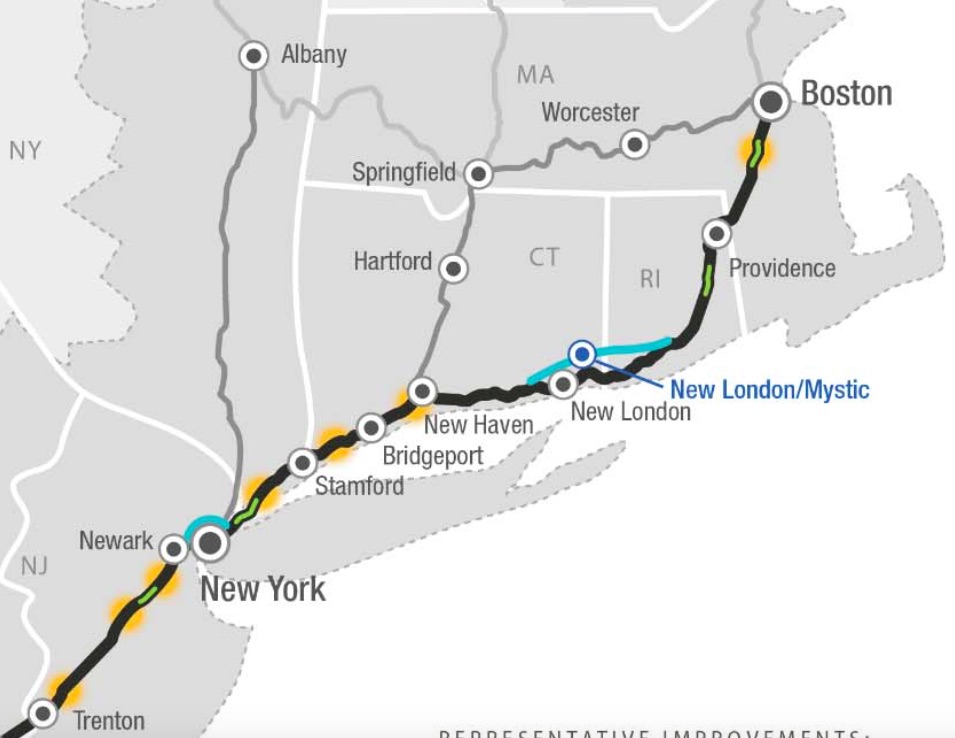 Albany
MA
Boston
Worcester
NY
Springfield
CT
Hartford
RI
Providence
New London/Mystic
New London
New Haven
Bridgeport
Stamford
Newark
NJ
New York
Trenton
REPRESENTATIVE IMPROVEMENTS: